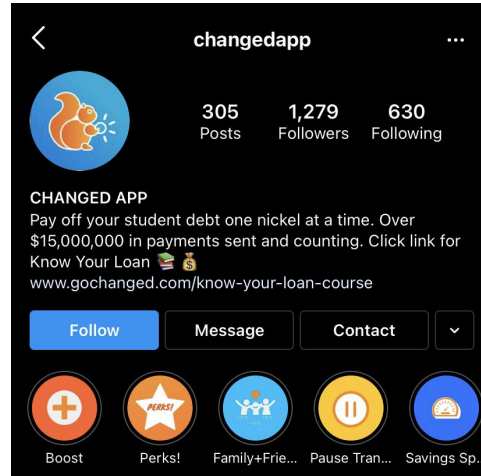 changedapp
305 1,279 630
Posts Followers Following
CHANGED APP
Pay off your student debt one nickel at a time. Over
$15,000,000 in payments sent and counting. Click link for
Know Your Loan 📚 💰
www.gochanged.com/know-your-loan-course
Follow Message Contact
PERKS!
Boost Perks! Family+Frie... Pause Tran... Savings Sp.